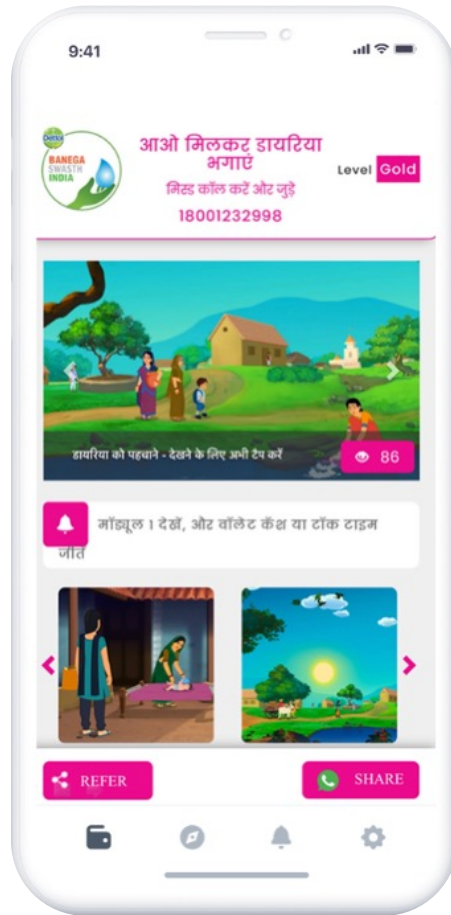 9:41
Dettol
BANEGA
SWASTH
INDIA
आओ मिलकर डायरिया
भगाएं
मिस्ड कॉल करें और जुड़े
18001232998
Level Gold
डायरिया को पहचाने - देखने के लिए अभी टैप करें
86
मॉड्यूल 1 देखें, और वॉलेट कॅश या टॉक टाइम
जीतें
REFER
SHARE